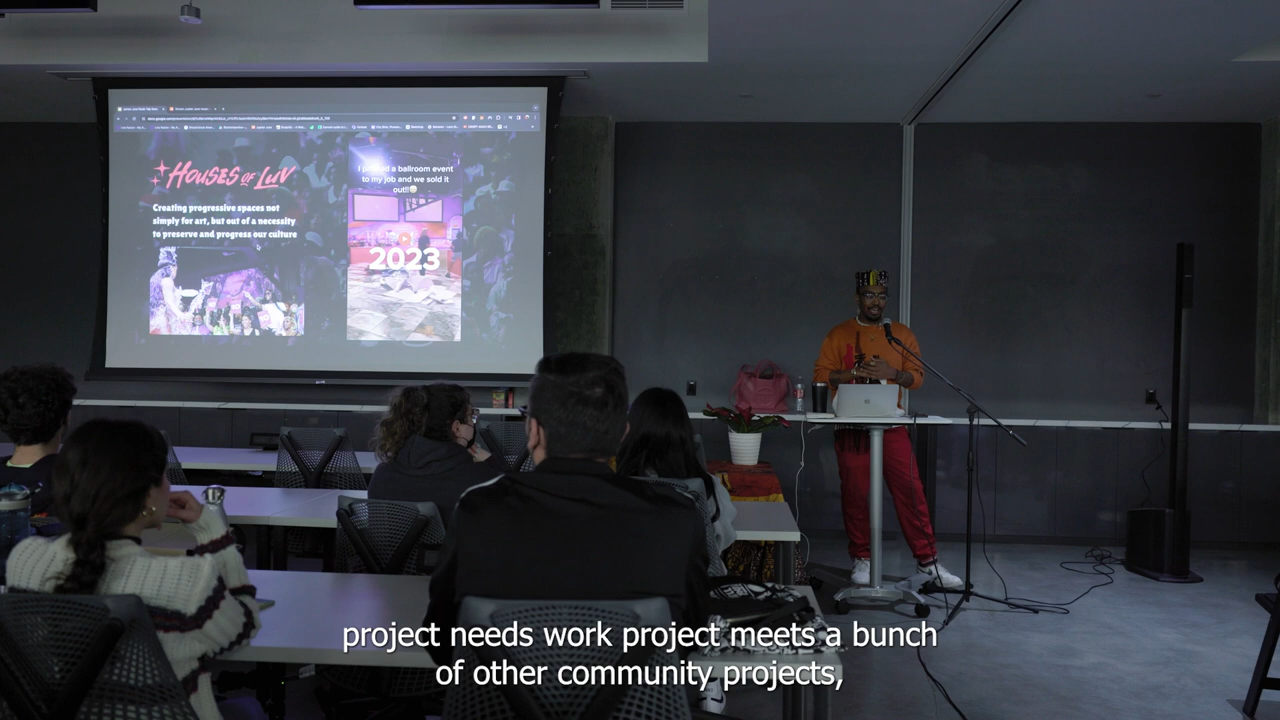 HOUSES OF LUV
Creating progressive spaces not
simply for art, but out of a necessity
to preserve and progress our culture
a ballroom event
to my job and we sold it
out!!😅
2023
project needs work project meets a bunch
of other community projects,